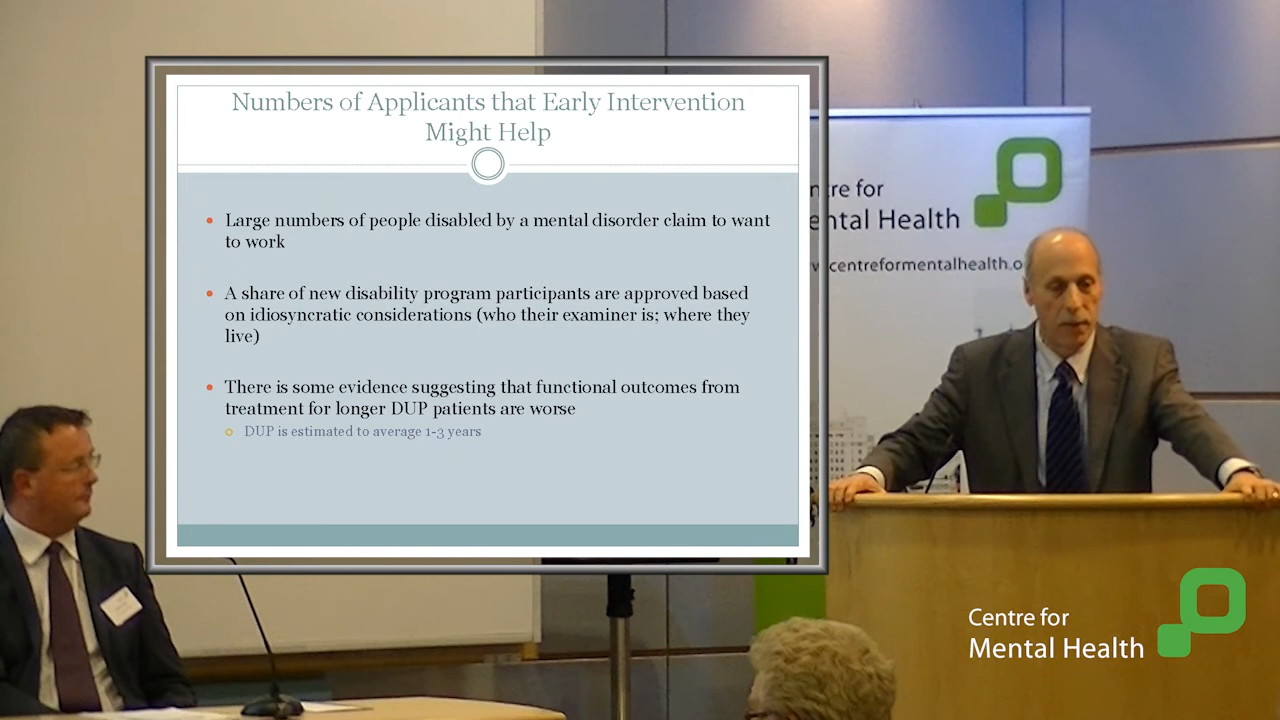 Numbers of Applicants that Early Intervention
Might Help
Large numbers of people disabled by a mental disorder claim to want
to work
A share of new disability program participants are approved based
on idiosyncratic considerations (who their examiner is; where they
live)
There is some evidence suggesting that functional outcomes from
treatment for longer DUP patients are worse
DUP is estimated to average 1-3 years
ntre for
ental Health
centreformentalhealth.o
Centre for
Mental Health